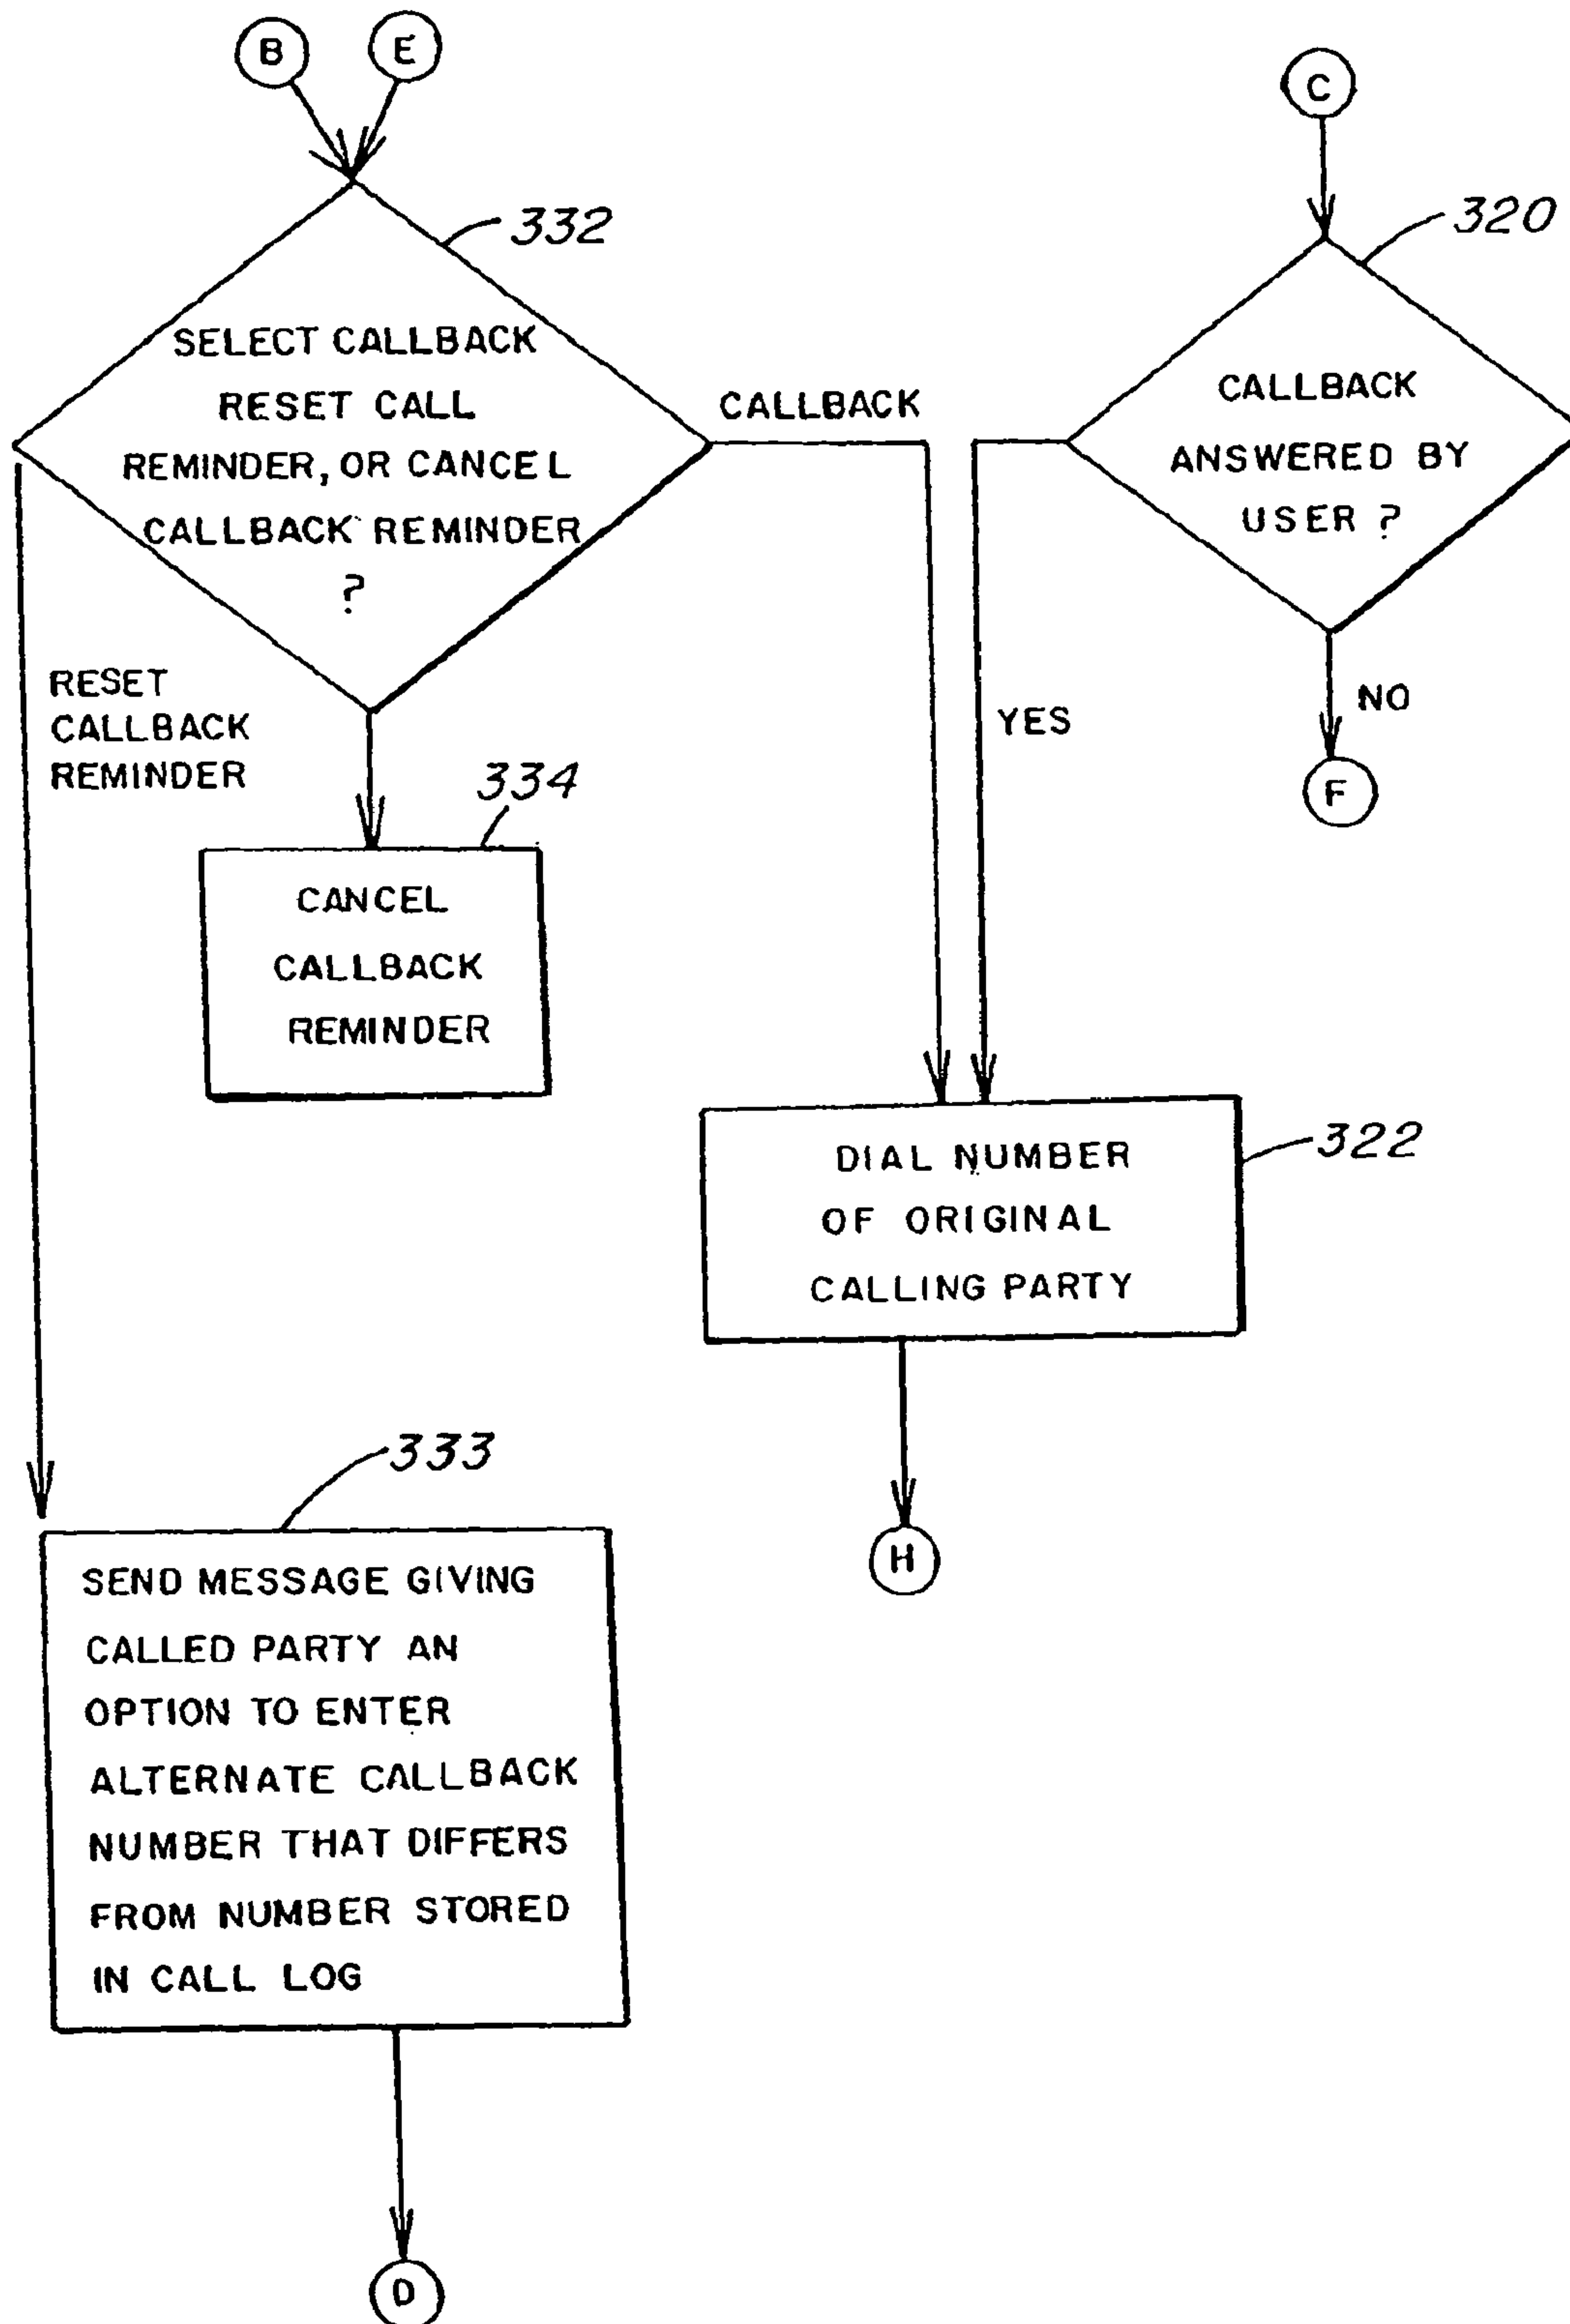 B
E
C
332
320
SELECT CALLBACK
RESET CALL
REMINDER, OR CANCEL
CALLBACK REMINDER
?
CALLBACK
CALLBACK
ANSWERED BY
USER ?
RESET
CALLBACK
REMINDER
YES
NO
F
334
CANCEL
CALLBACK
REMINDER
322
DIAL NUMBER
OF ORIGINAL
CALLING PARTY
H
333
SEND MESSAGE GIVING
CALLED PARTY AN
OPTION TO ENTER
ALTERNATE CALLBACK
NUMBER THAT DIFFERS
FROM NUMBER STORED
IN CALL LOG
D